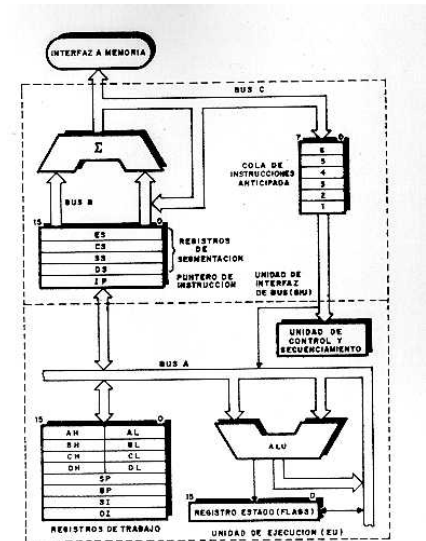 INTERFAZ A MEMORIA
BUS C
Σ
7
0
6
5
4
3
2
1
COLA DE
INSTRUCCIONES
ANTICIPADA
BUS B
15
0
ES
CS
SS
DS
IP
REGISTROS
DE
SEGMENTACION
PUNTERO DE
INSTRUCCION
UNIDAD DE
INTERFAZ
DE BUS (BIU)
UNIDAD DE
CONTROL Y
SECUENCIAMIENTO
BUS A
15
0
AH AL
BH BL
CH CL
DH DL
SP
BP
SI
DI
REGISTROS DE TRABAJO
ALU
15
0
REGISTRO ESTADO (FLAGS)
UNIDAD DE EJECUCION (EU)